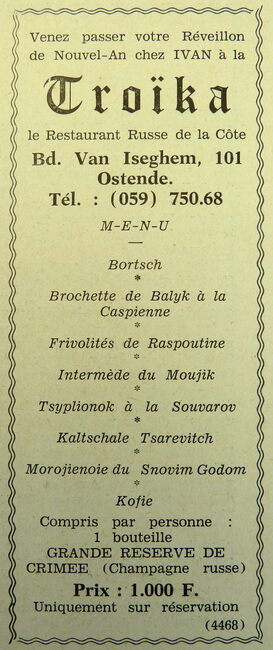 Venez passer votre Réveillon
de Nouvel-An chez IVAN à la
Troïka
le Restaurant Russe de la Côte
Bd. Van Iseghem, 101
Ostende.
Tél. : (059) 750.68
M-E-N-U
—
Bortsch
*
Brochette de Balyk à la
Caspienne
*
Frivolités de Raspoutine
*
Intermède du Moujik
*
Tsyplionok à la Souvarov
*
Kaltschale Tsarevitch
*
Morojienoie du Snovim Godom
*
Kofie
Compris par personne :
1 bouteille
GRANDE RESERVE DE
CRIMEE (Champagne russe)
Prix : 1.000 F.
Uniquement sur réservation
(4468)